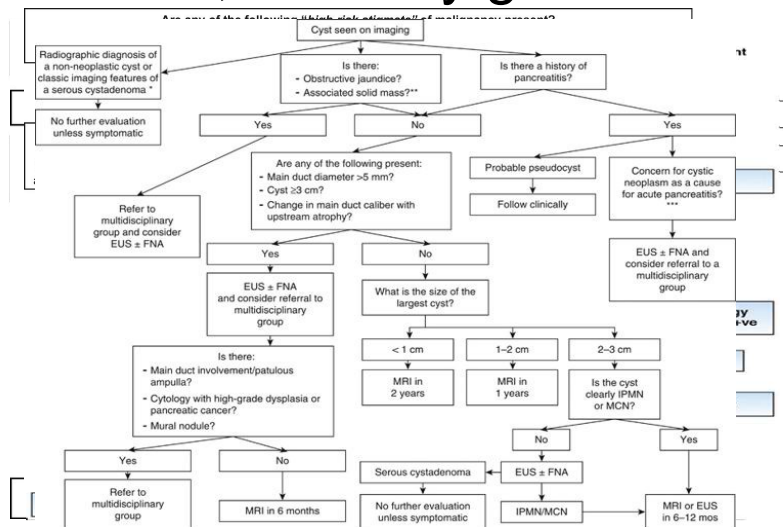 Are any of the following "high-risk stigmata" of malignancy present?
Cyst seen on imaging
Radiographic diagnosis of
a non-neoplastic cyst or
classic imaging features of
a serous cystadenoma *
Is there:
- Obstructive jaundice?
- Associated solid mass?**
Is there a history of
pancreatitis?
No further evaluation
unless symptomatic
Yes
No
Yes
Are any of the following present:
- Main duct diameter >5 mm?
- Cyst ≥3 cm?
- Change in main duct caliber with
upstream atrophy?
Probable pseudocyst
Follow clinically
Concern for cystic
neoplasm as a cause
for acute pancreatitis?
***
Refer to
multidisciplinary
group and consider
EUS ± FNA
Yes
No
EUS ± FNA and
consider referral to a
multidisciplinary
group
EUS ± FNA
and consider referral to
multidisciplinary
group
What is the size of the
largest cyst?
< 1 cm
1–2 cm
2–3 cm
MRI in
2 years
MRI in
1 years
Is the cyst
clearly IPMN
or MCN?
Is there:
- Main duct involvement/patulous
ampulla?
- Cytology with high-grade dysplasia or
pancreatic cancer?
- Mural nodule?
No
Yes
Yes
No
Serous cystadenoma
EUS ± FNA
Refer to
multidisciplinary
group
MRI in 6 months
No further evaluation
unless symptomatic
IPMN/MCN
MRI or EUS
in 6–12 mos